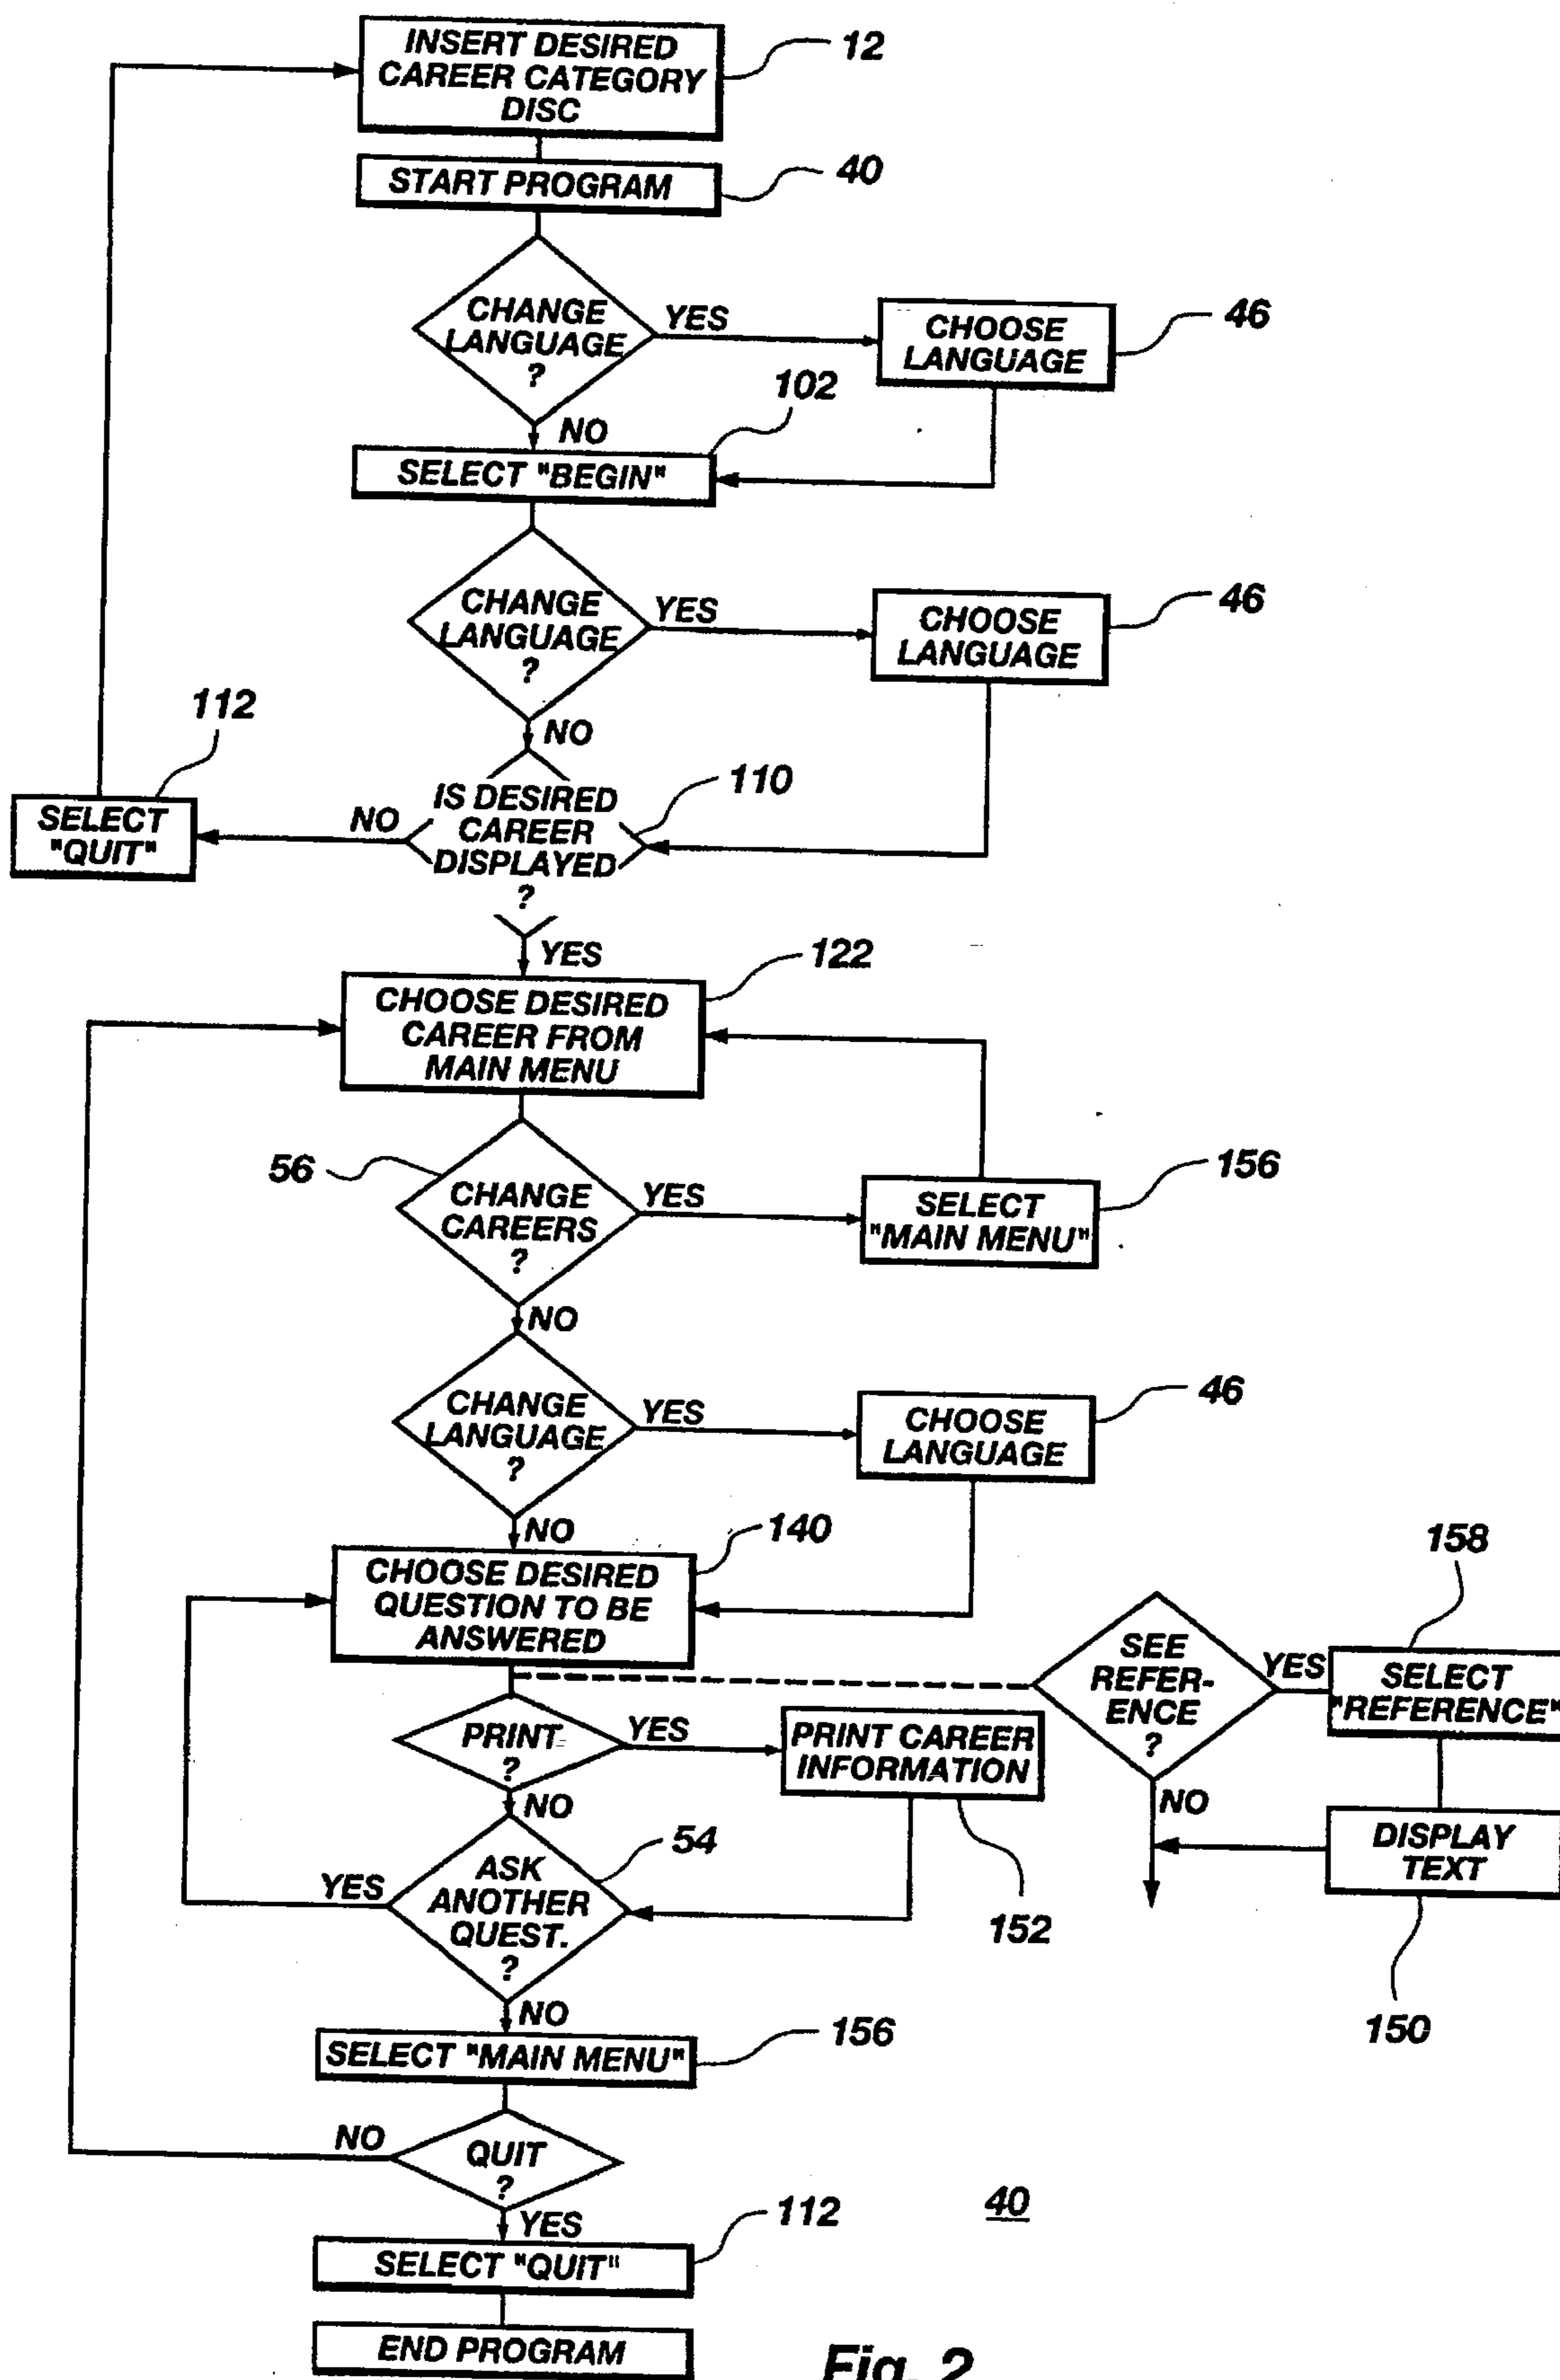 INSERT DESIRED
CAREER CATEGORY
DISC
12
START PROGRAM
40
CHANGE
LANGUAGE
?
YES
CHOOSE
LANGUAGE
46
NO
102
SELECT "BEGIN"
CHANGE
LANGUAGE
?
YES
CHOOSE
LANGUAGE
46
NO
112
SELECT
"QUIT"
NO
IS DESIRED
CAREER
DISPLAYED
?
110
YES
122
CHOOSE DESIRED
CAREER FROM
MAIN MENU
56
CHANGE
CAREERS
?
YES
SELECT
"MAIN MENU"
156
NO
CHANGE
LANGUAGE
?
YES
CHOOSE
LANGUAGE
46
NO
140
CHOOSE DESIRED
QUESTION TO BE
ANSWERED
SEE
REFER-
ENCE
?
YES
158
SELECT
"REFERENCE"
NO
DISPLAY
TEXT
150
PRINT
?
YES
PRINT CAREER
INFORMATION
152
NO
54
ASK
ANOTHER
QUEST.
?
YES
NO
SELECT "MAIN MENU"
156
QUIT
?
NO
YES
40
112
SELECT "QUIT"
END PROGRAM
Fig. 2